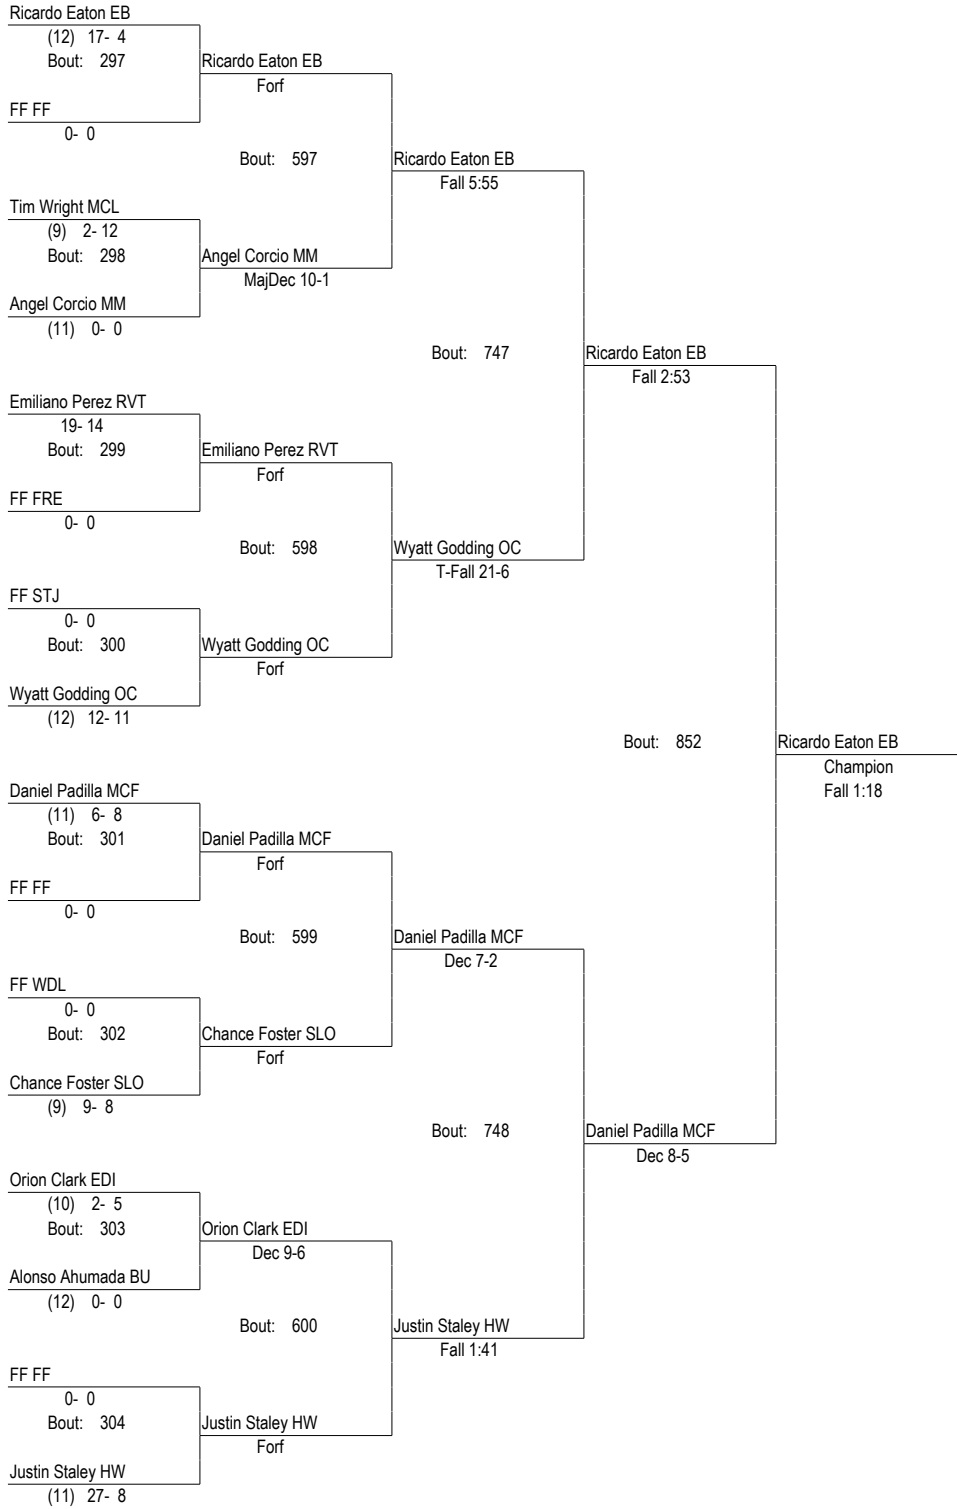 Ricardo Eaton EB
(12) 17- 4
Bout: 297
Ricardo Eaton EB
Forf
FF FF
0- 0
Bout: 597
Ricardo Eaton EB
Fall 5:55
Tim Wright MCL
(9) 2- 12
Bout: 298
Angel Corcio MM
MajDec 10-1
Angel Corcio MM
(11) 0- 0
Bout: 747
Ricardo Eaton EB
Fall 2:53
Emiliano Perez RVT
19- 14
Bout: 299
Emiliano Perez RVT
Forf
FF FRE
0- 0
Bout: 598
Wyatt Godding OC
T-Fall 21-6
FF STJ
0- 0
Bout: 300
Wyatt Godding OC
Forf
Wyatt Godding OC
(12) 12- 11
Bout: 852
Ricardo Eaton EB
Champion
Fall 1:18
Daniel Padilla MCF
(11) 6- 8
Bout: 301
Daniel Padilla MCF
Forf
FF FF
0- 0
Bout: 599
Daniel Padilla MCF
Dec 7-2
FF WDL
0- 0
Bout: 302
Chance Foster SLO
Forf
Chance Foster SLO
(9) 9- 8
Bout: 748
Daniel Padilla MCF
Dec 8-5
Orion Clark EDI
(10) 2- 5
Bout: 303
Orion Clark EDI
Dec 9-6
Alonso Ahumada BU
(12) 0- 0
Bout: 600
Justin Staley HW
Fall 1:41
FF FF
0- 0
Bout: 304
Justin Staley HW
Forf
Justin Staley HW
(11) 27- 8